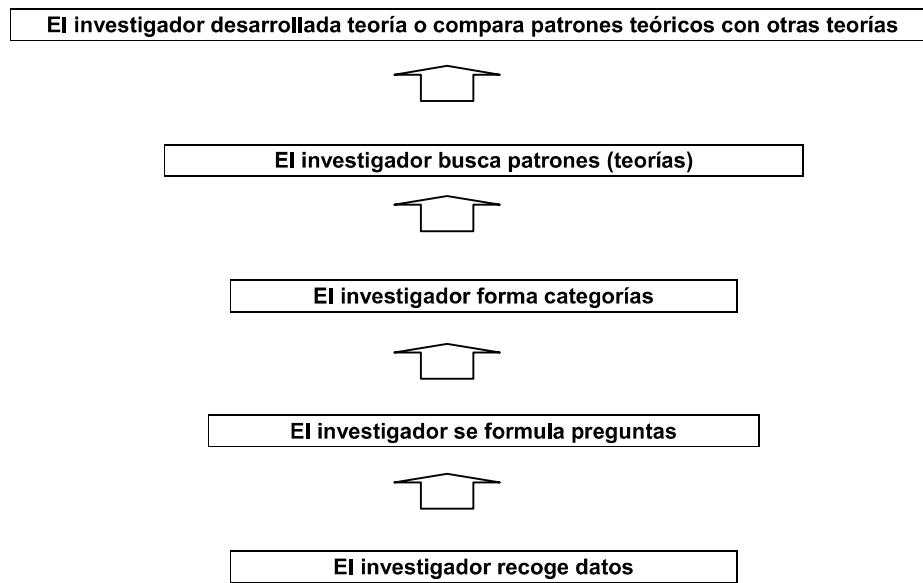 El investigador desarrollada teoría o compara patrones teóricos con otras teorías
El investigador busca patrones (teorías)
El investigador forma categorías
El investigador se formula preguntas
El investigador recoge datos